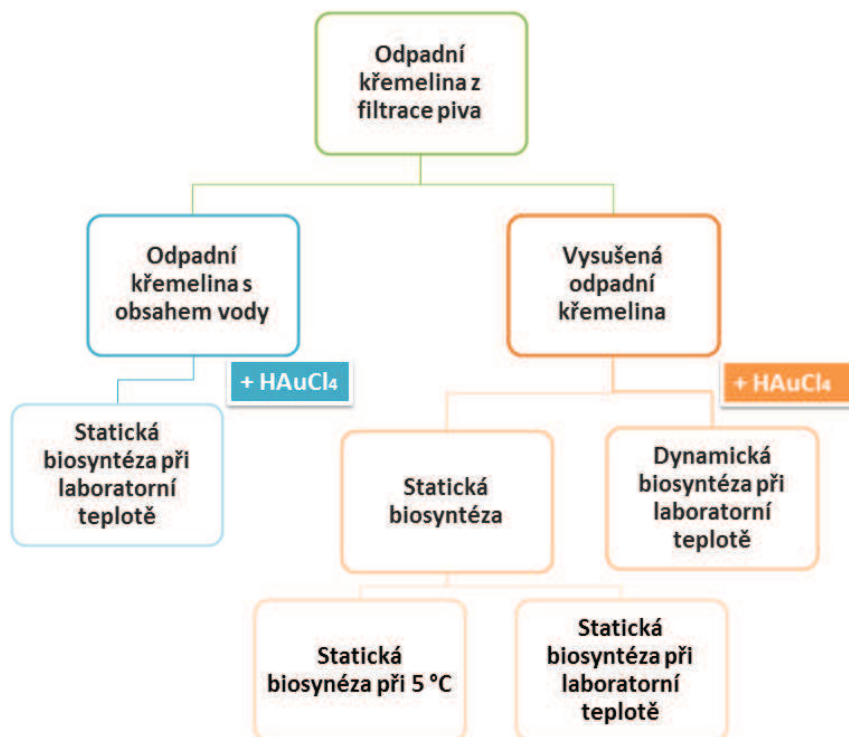 Odpadní
křemelina z
filtrace piva
Odpadní
křemelina s
obsahem vody
Vysušená
odpadní
křemelina
+ HAuCl₄
+ HAuCl₄
Statická
biosyntéza při
laboratorní
teplotě
Statická
biosyntéza
Dynamická
biosyntéza při
laboratorní
teplotě
Statická
biosynéza při 5 °C
Statická
biosyntéza při
laboratorní
teplotě